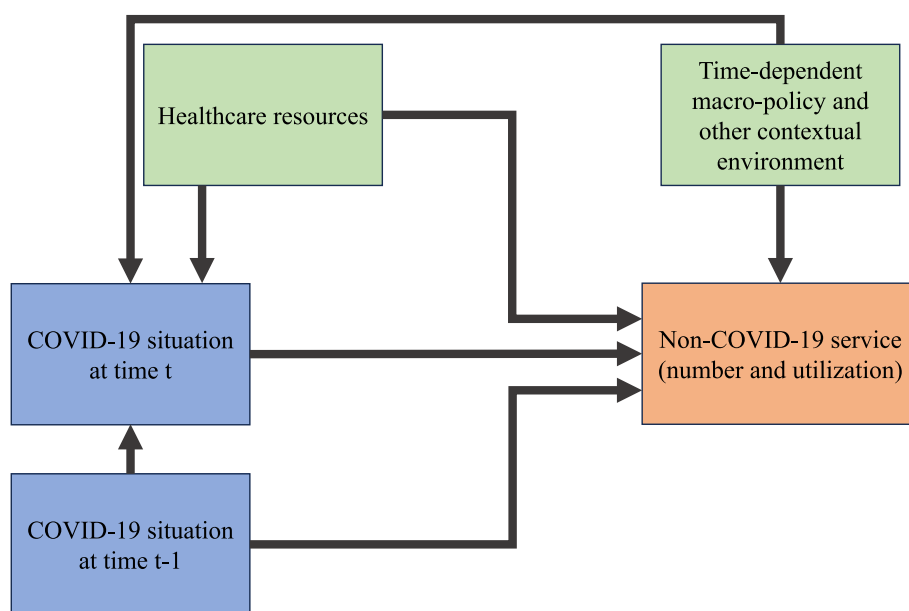 Healthcare resources
Time-dependent
macro-policy and
other contextual
environment
COVID-19 situation
at time t
Non-COVID-19 service
(number and utilization)
COVID-19 situation
at time t-1